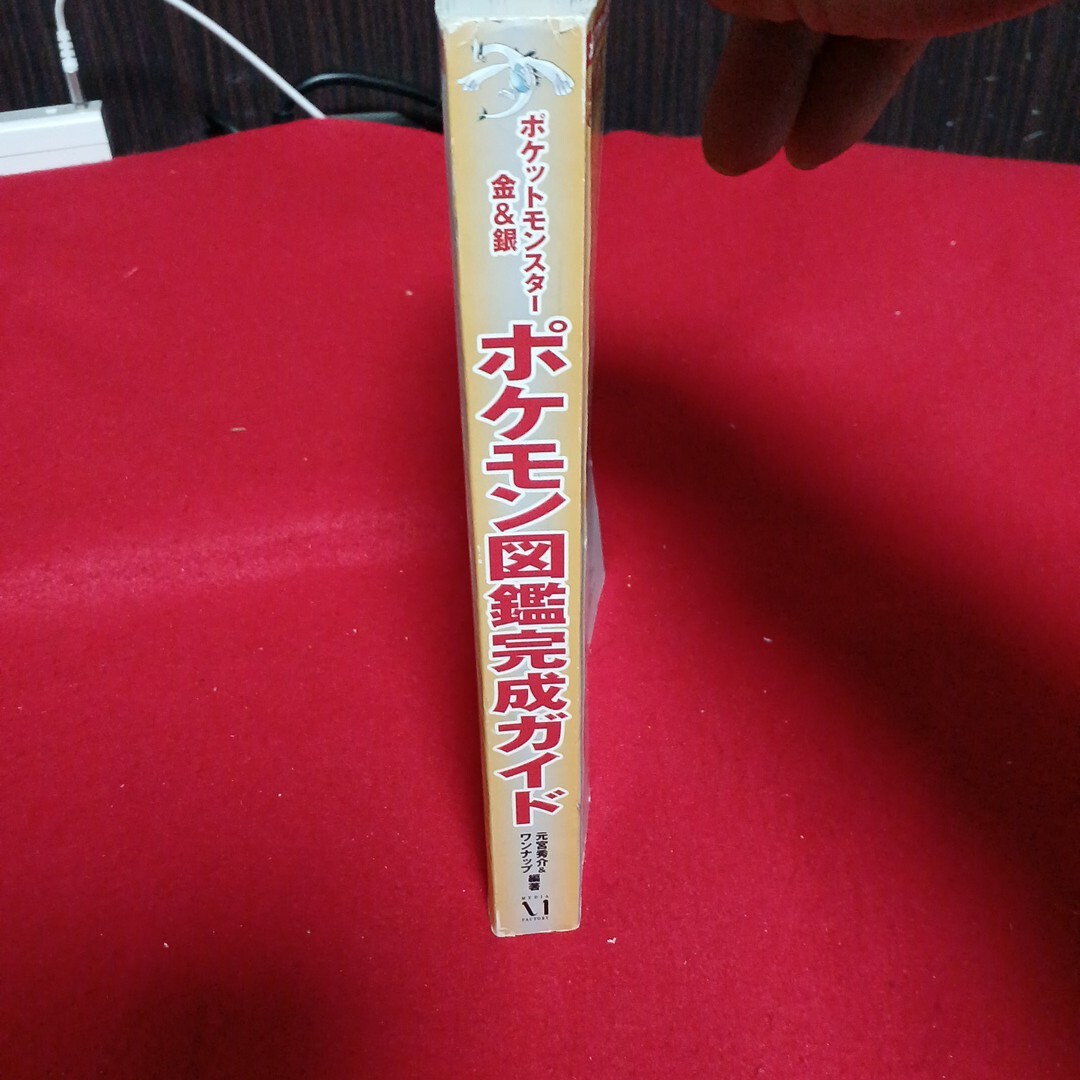 ポケットモンスター
金&銀
ポケモン図鑑完成ガイド
元宮秀介&
ワンナップ 編著
MEDIA
FACTORY